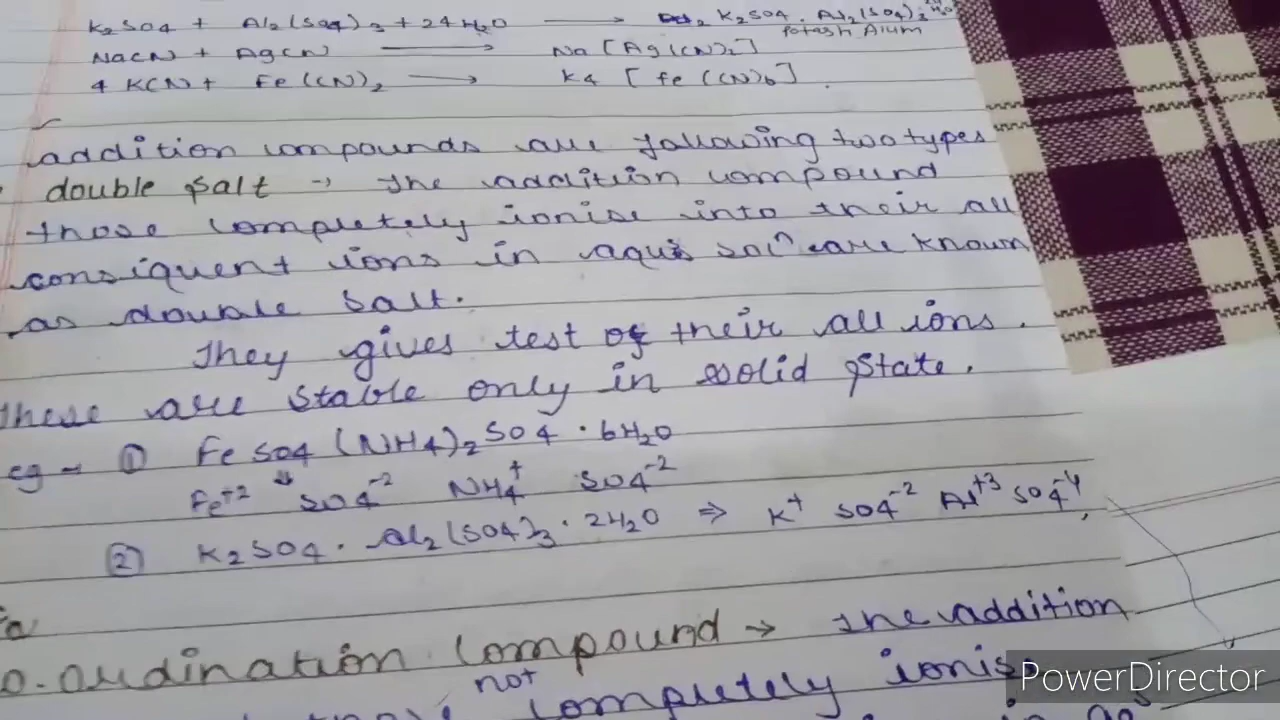 K2SO4 + Al2(SO4)3 + 24H2O → K2SO4 . Al2(SO4)3
Potash Alum
NaCN + AgCN → Na [Ag(CN)2]
4 KCN + Fe(CN)2 → K4 [Fe(CN)6] .
addition compounds are following two types
double salt → the addition compound
those completely ionise into their all
consiquent ions in aqus soln are known
as double salt.
They gives test of their all ions.
these are stable only in solid state.
eg → ① FeSO4 (NH4)2SO4 · 6H2O
Fe+2 SO4-2 NH4+ SO4-2
② K2SO4 · Al2(SO4)3 · 2H2O ⇒ K+ SO4-2 Al+3 SO4-4
Co-ordination compound → the addition
not
completely ionise
PowerDirector